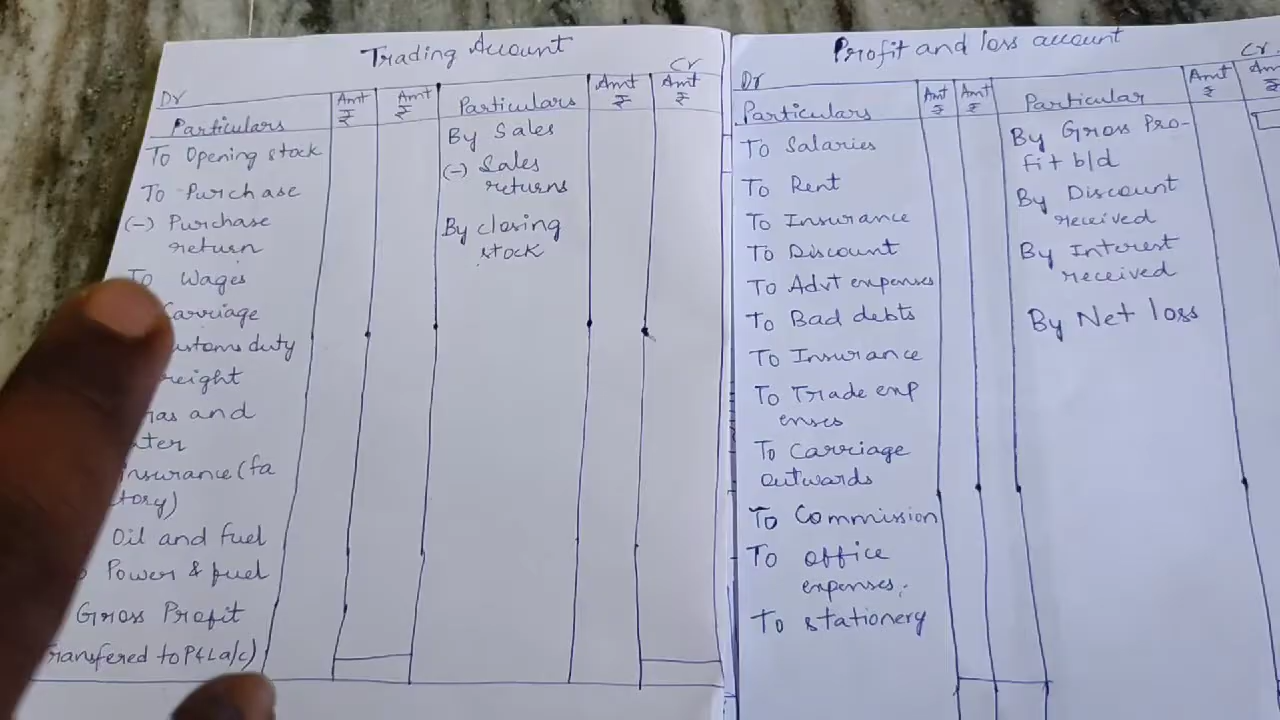 Trading Account
Dr
Cr
Particulars
Amt
₹
Amt
₹
Particulars
Amt
₹
Amt
₹
To Opening stock
To Purchase
(-) Purchase
return
To Wages
Carriage
duty
and
Oil and fuel
Power & fuel
Gross Profit
to P&L a/c)
By Sales
(-) Sales
returns
By closing
stock
Profit and loss account
Dr
Cr
Particulars
Amt
₹
Amt
₹
Particular
Amt
₹
₹
To Salaries
To Rent
To Insurance
To Discount
To Advt expenses
To Bad debts
To Insurance
To Trade exp
enses
To Carriage
outwards
To Commission
To office
expenses.
To stationery
By Gross Pro-
fit b/d
By Discount
received
By Interest
received
By Net loss